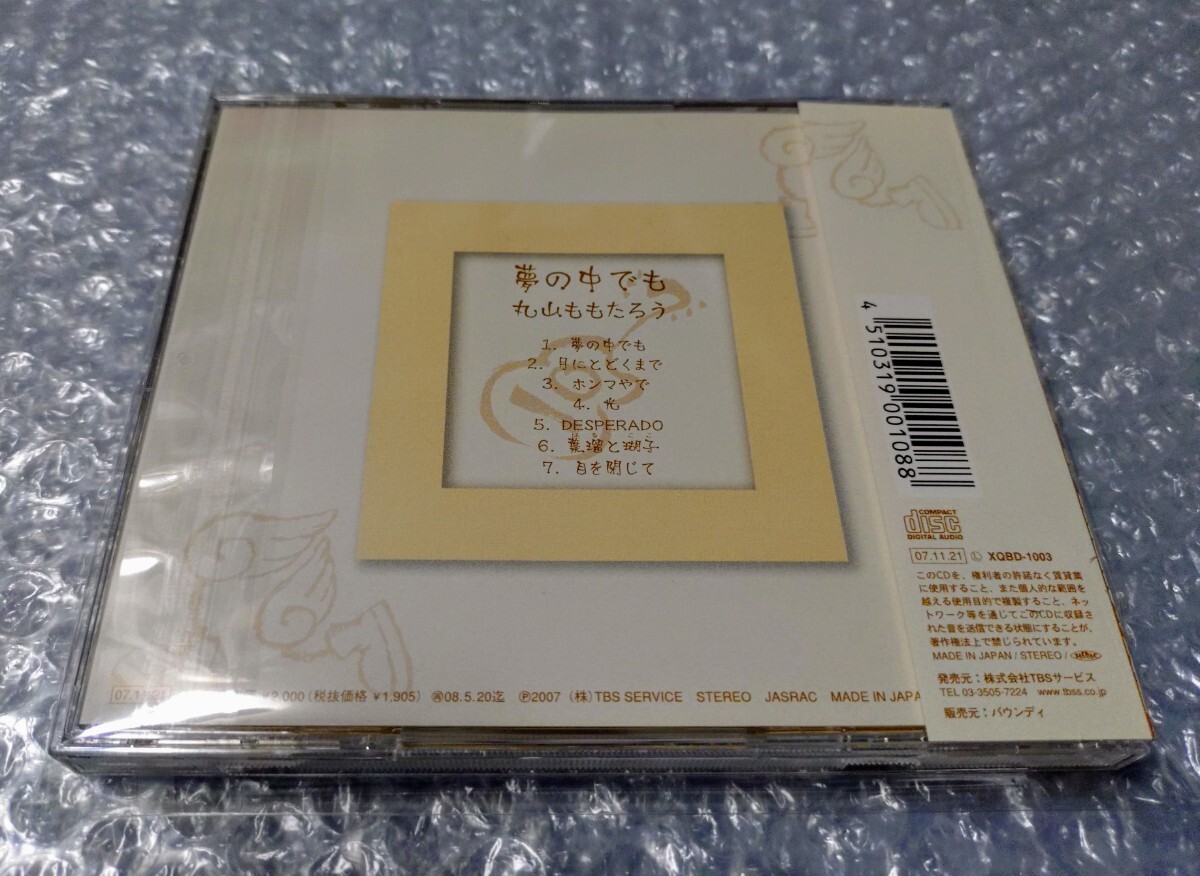 夢の中でも
丸山ももたろう
1. 夢の中でも
2. 月にとどくまで
3. ホンマやで
4. 光
5. DESPERADO
6. 葉瑠と瑚子
7. 目を閉じて
07.11.21
¥2,000(税抜価格 ¥1,905) 08.5.20迄 Ⓟ2007 (株)TBS SERVICE STEREO JASRAC MADE IN JAPA
4 510319 001088
COMPACT
disc
DIGITAL AUDIO
07.11.21 Ⓛ XQBD-1003
このCDを、権利者の許諾なく賃貸業
に使用すること、また個人的な範囲を
越える使用目的で複製すること、ネッ
トワーク等を通じてこのCDに収録さ
れた音を送信できる状態にすることが、
著作権法上で禁じられています。
MADE IN JAPAN / STEREO /
発売元:株式会社TBSサービス
TEL 03-3505-7224 www.tbss.co.jp
販売元:バウンディ